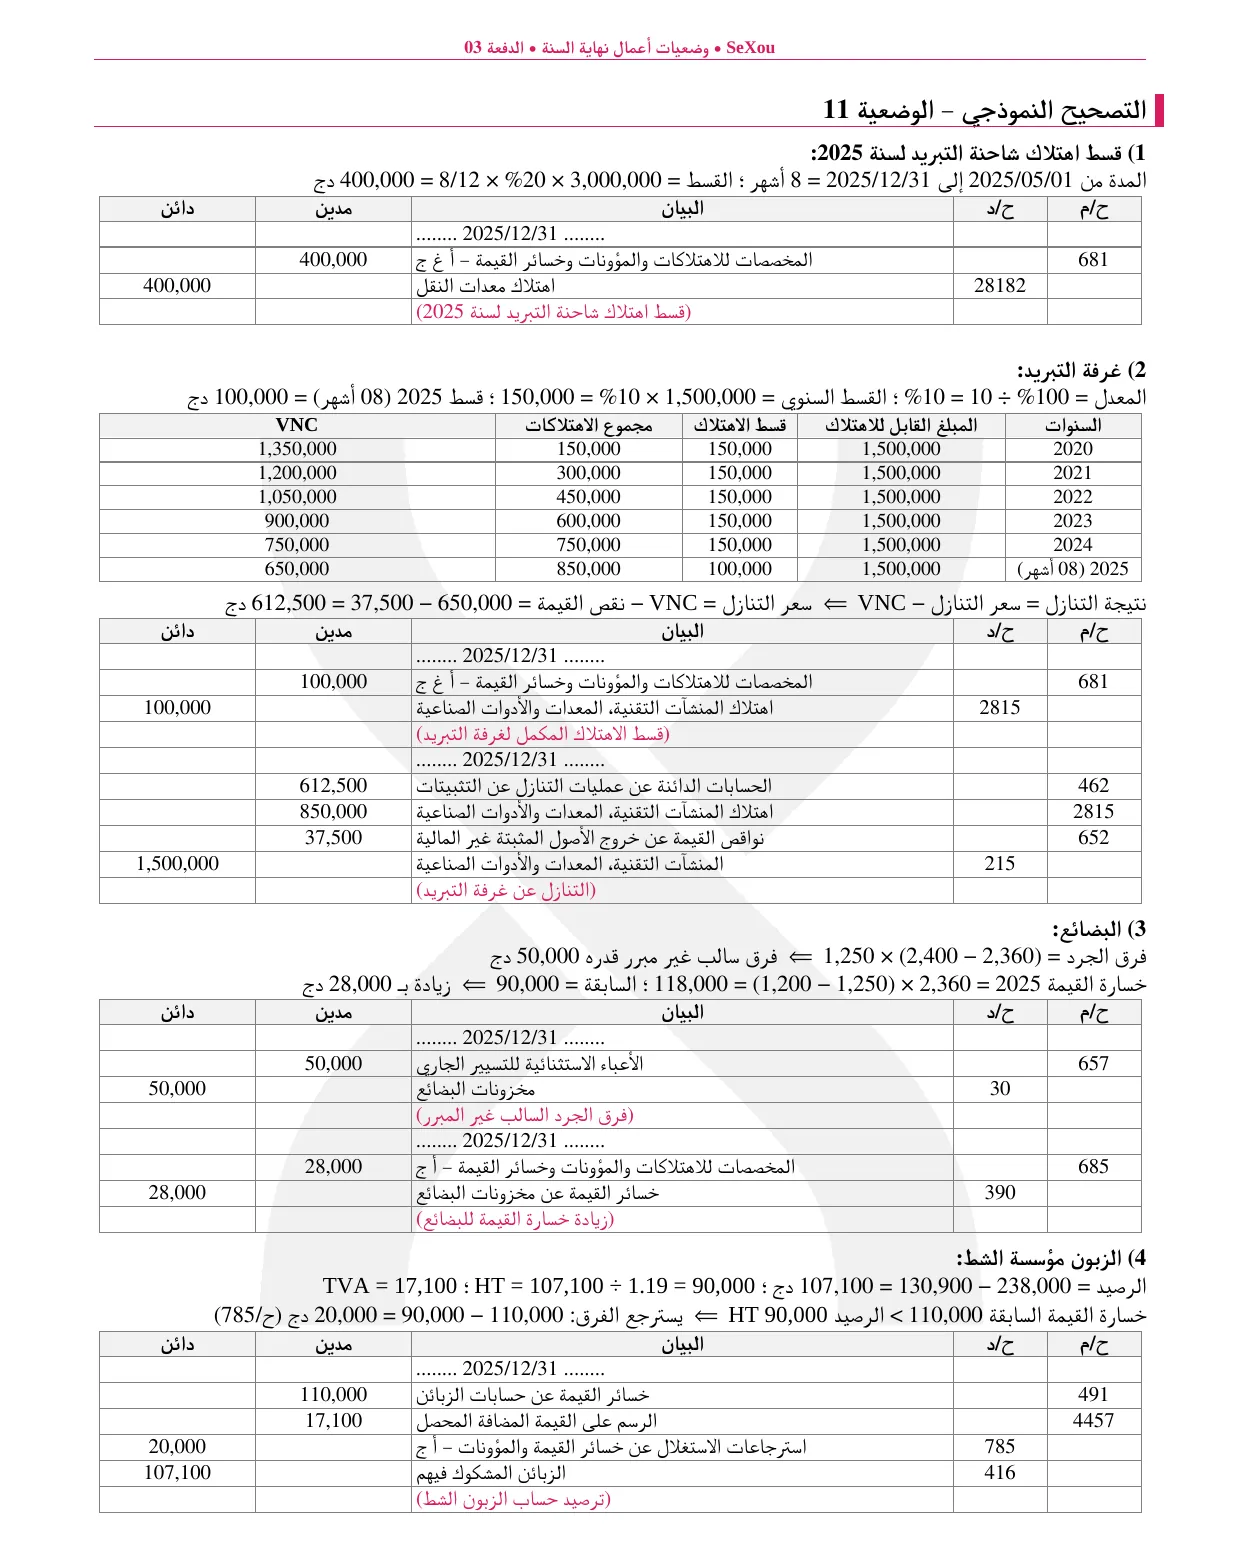 SeXou • وضعيات أعمال نهاية السنة • الدفعة 03
التصحيح النموذجي – الوضعية 11
1) قسط اهتلاك شاحنة التبريد لسنة 2025:
المدة من 2025/05/01 إلى 2025/12/31 = 8 أشهر ؛ القسط = 3,000,000 × 20% × 8/12 = 400,000 دج
ح/م ح/د البيان مدين دائن
........ 2025/12/31 ........
681 المخصصات للاهتلاكات والمؤونات وخسائر القيمة – أ غ ج 400,000
28182 اهتلاك معدات النقل 400,000
(قسط اهتلاك شاحنة التبريد لسنة 2025)
2) غرفة التبريد:
المعدل = 100% ÷ 10 = 10% ؛ القسط السنوي = 1,500,000 × 10% = 150,000 ؛ قسط 2025 (08 أشهر) = 100,000 دج
السنوات المبلغ القابل للاهتلاك قسط الاهتلاك مجموع الاهتلاكات VNC
2020 1,500,000 150,000 150,000 1,350,000
2021 1,500,000 150,000 300,000 1,200,000
2022 1,500,000 150,000 450,000 1,050,000
2023 1,500,000 150,000 600,000 900,000
2024 1,500,000 150,000 750,000 750,000
2025 (08 أشهر) 1,500,000 100,000 850,000 650,000
نتيجة التنازل = سعر التنازل – VNC ⟸ سعر التنازل = VNC – نقص القيمة = 650,000 – 37,500 = 612,500 دج
ح/م ح/د البيان مدين دائن
........ 2025/12/31 ........
681 المخصصات للاهتلاكات والمؤونات وخسائر القيمة – أ غ ج 100,000
2815 اهتلاك المنشآت التقنية، المعدات والأدوات الصناعية 100,000
(قسط الاهتلاك المكمل لغرفة التبريد)
........ 2025/12/31 ........
462 الحسابات الدائنة عن عمليات التنازل عن التثبيتات 612,500
2815 اهتلاك المنشآت التقنية، المعدات والأدوات الصناعية 850,000
652 نواقص القيمة عن خروج الأصول المثبتة غير المالية 37,500
215 المنشآت التقنية، المعدات والأدوات الصناعية 1,500,000
(التنازل عن غرفة التبريد)
3) البضائع:
فرق الجرد = (2,360 – 2,400) × 1,250 ⟸ فرق سالب غير مبرر قدره 50,000 دج
خسارة القيمة 2025 = 2,360 × (1,250 – 1,200) = 118,000 ؛ السابقة = 90,000 ⟸ زيادة بـ 28,000 دج
ح/م ح/د البيان مدين دائن
........ 2025/12/31 ........
657 الأعباء الاستثنائية للتسيير الجاري 50,000
30 مخزونات البضائع 50,000
(فرق الجرد السالب غير المبرر)
........ 2025/12/31 ........
685 المخصصات للاهتلاكات والمؤونات وخسائر القيمة – أ ج 28,000
390 خسائر القيمة عن مخزونات البضائع 28,000
(زيادة خسارة القيمة للبضائع)
4) الزبون مؤسسة الشط:
الرصيد = 238,000 – 130,900 = 107,100 دج ؛ HT = 107,100 ÷ 1.19 = 90,000 ؛ TVA = 17,100
خسارة القيمة السابقة 110,000 > الرصيد HT 90,000 ⟸ يسترجع الفرق: 110,000 – 90,000 = 20,000 دج (ح/785)
ح/م ح/د البيان مدين دائن
........ 2025/12/31 ........
491 خسائر القيمة عن حسابات الزبائن 110,000
4457 الرسم على القيمة المضافة المحصل 17,100
785 استرجاعات الاستغلال عن خسائر القيمة والمؤونات – أ ج 20,000
416 الزبائن المشكوك فيهم 107,100
(ترصيد حساب الزبون الشط)